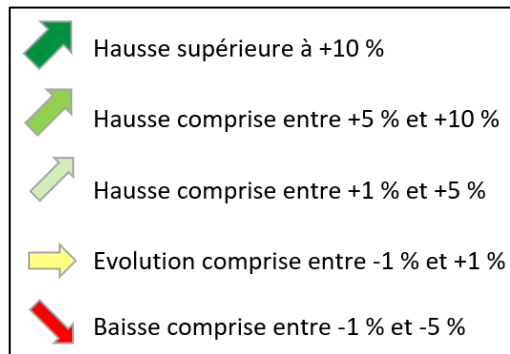 Hausse supérieure à +10 %
Hausse comprise entre +5 % et +10 %
Hausse comprise entre +1 % et +5 %
Evolution comprise entre -1 % et +1 %
Baisse comprise entre -1 % et -5 %